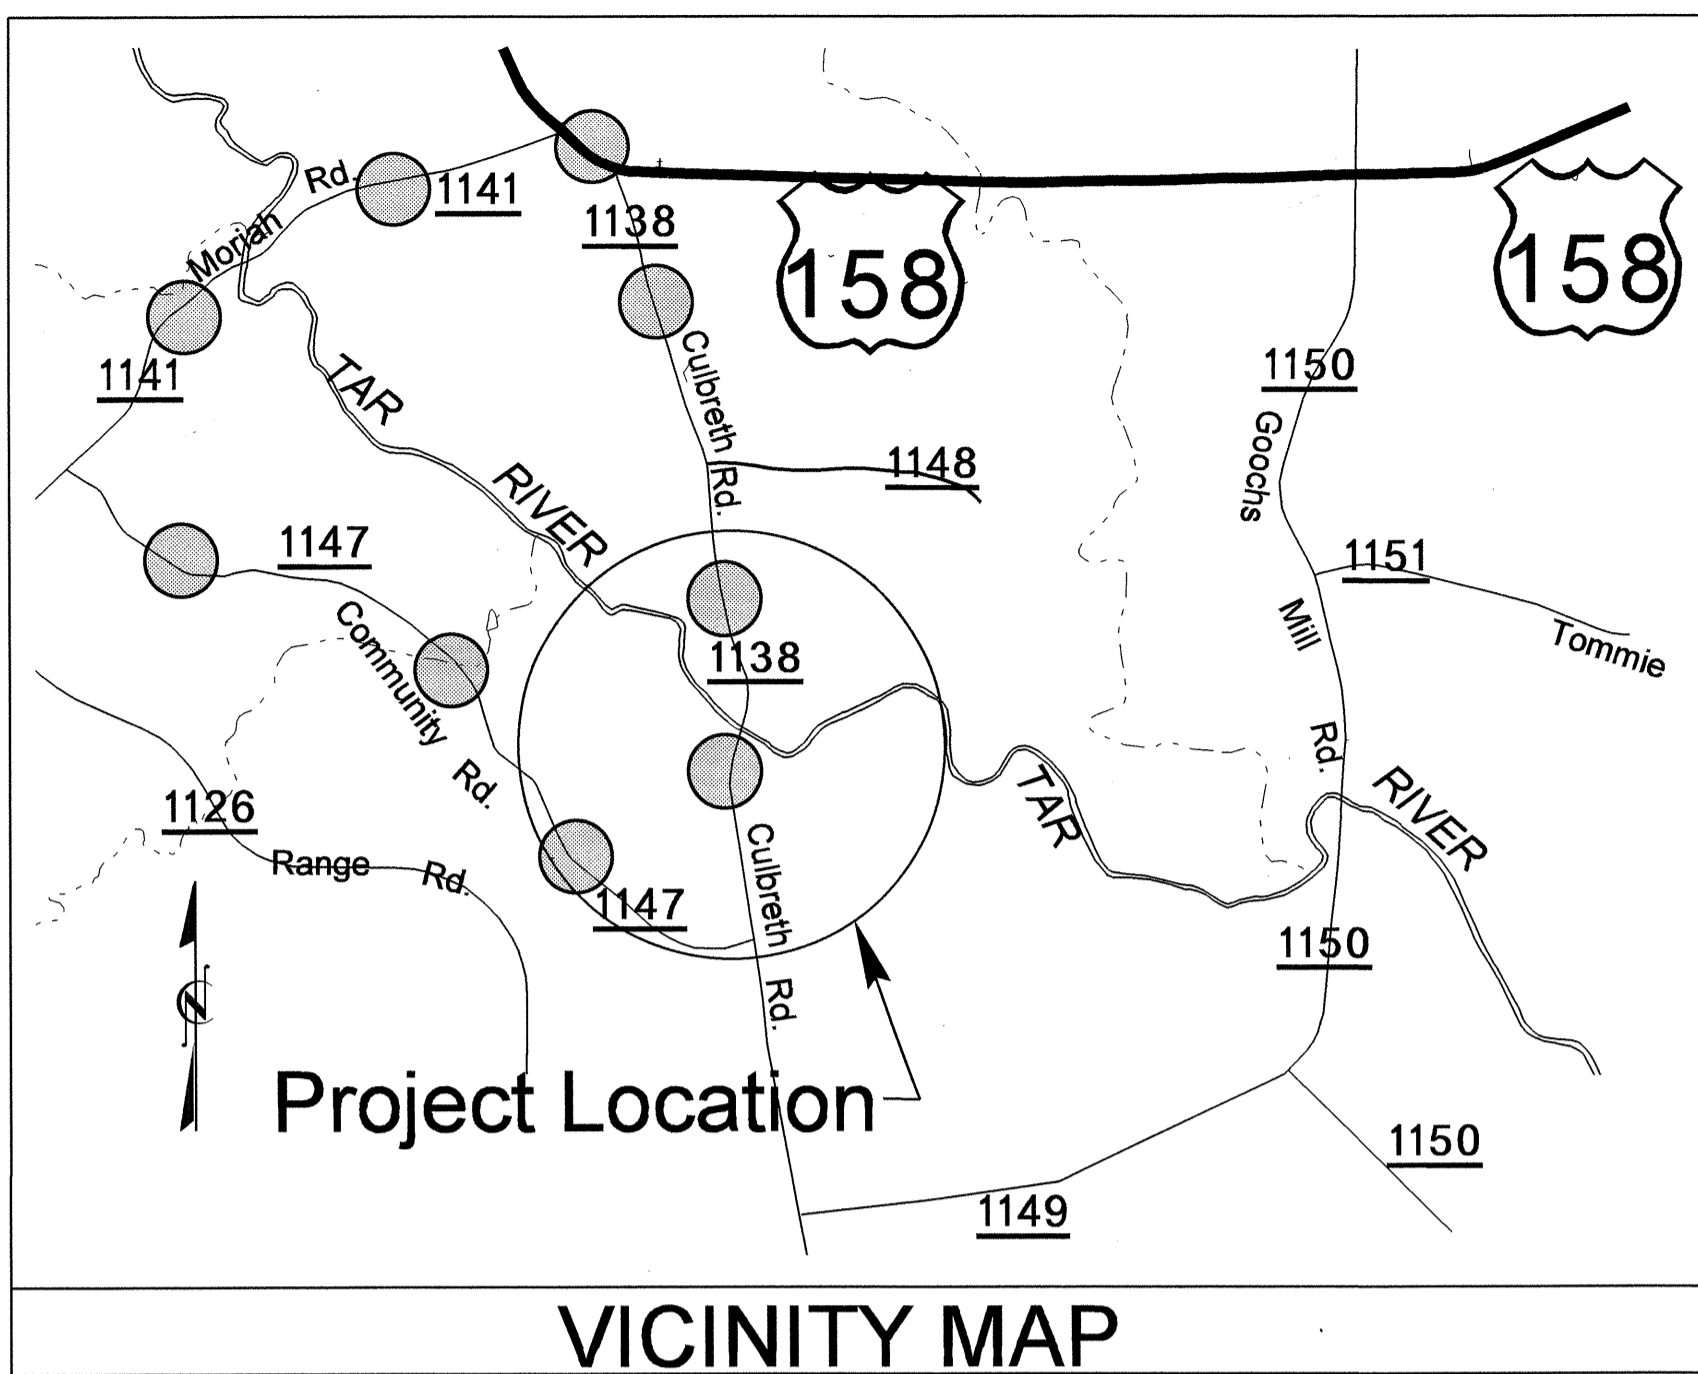 Moriah Rd.
1141
1138
158
158
1141
TAR
RIVER
Culbreth Rd.
1148
1150
Goochs
Mill
Rd.
1151
Tommie
1147
Community
Rd.
1138
1126
Range Rd.
1147
Culbreth
Rd.
TAR
RIVER
1150
N
Project Location
1150
1149
VICINITY MAP